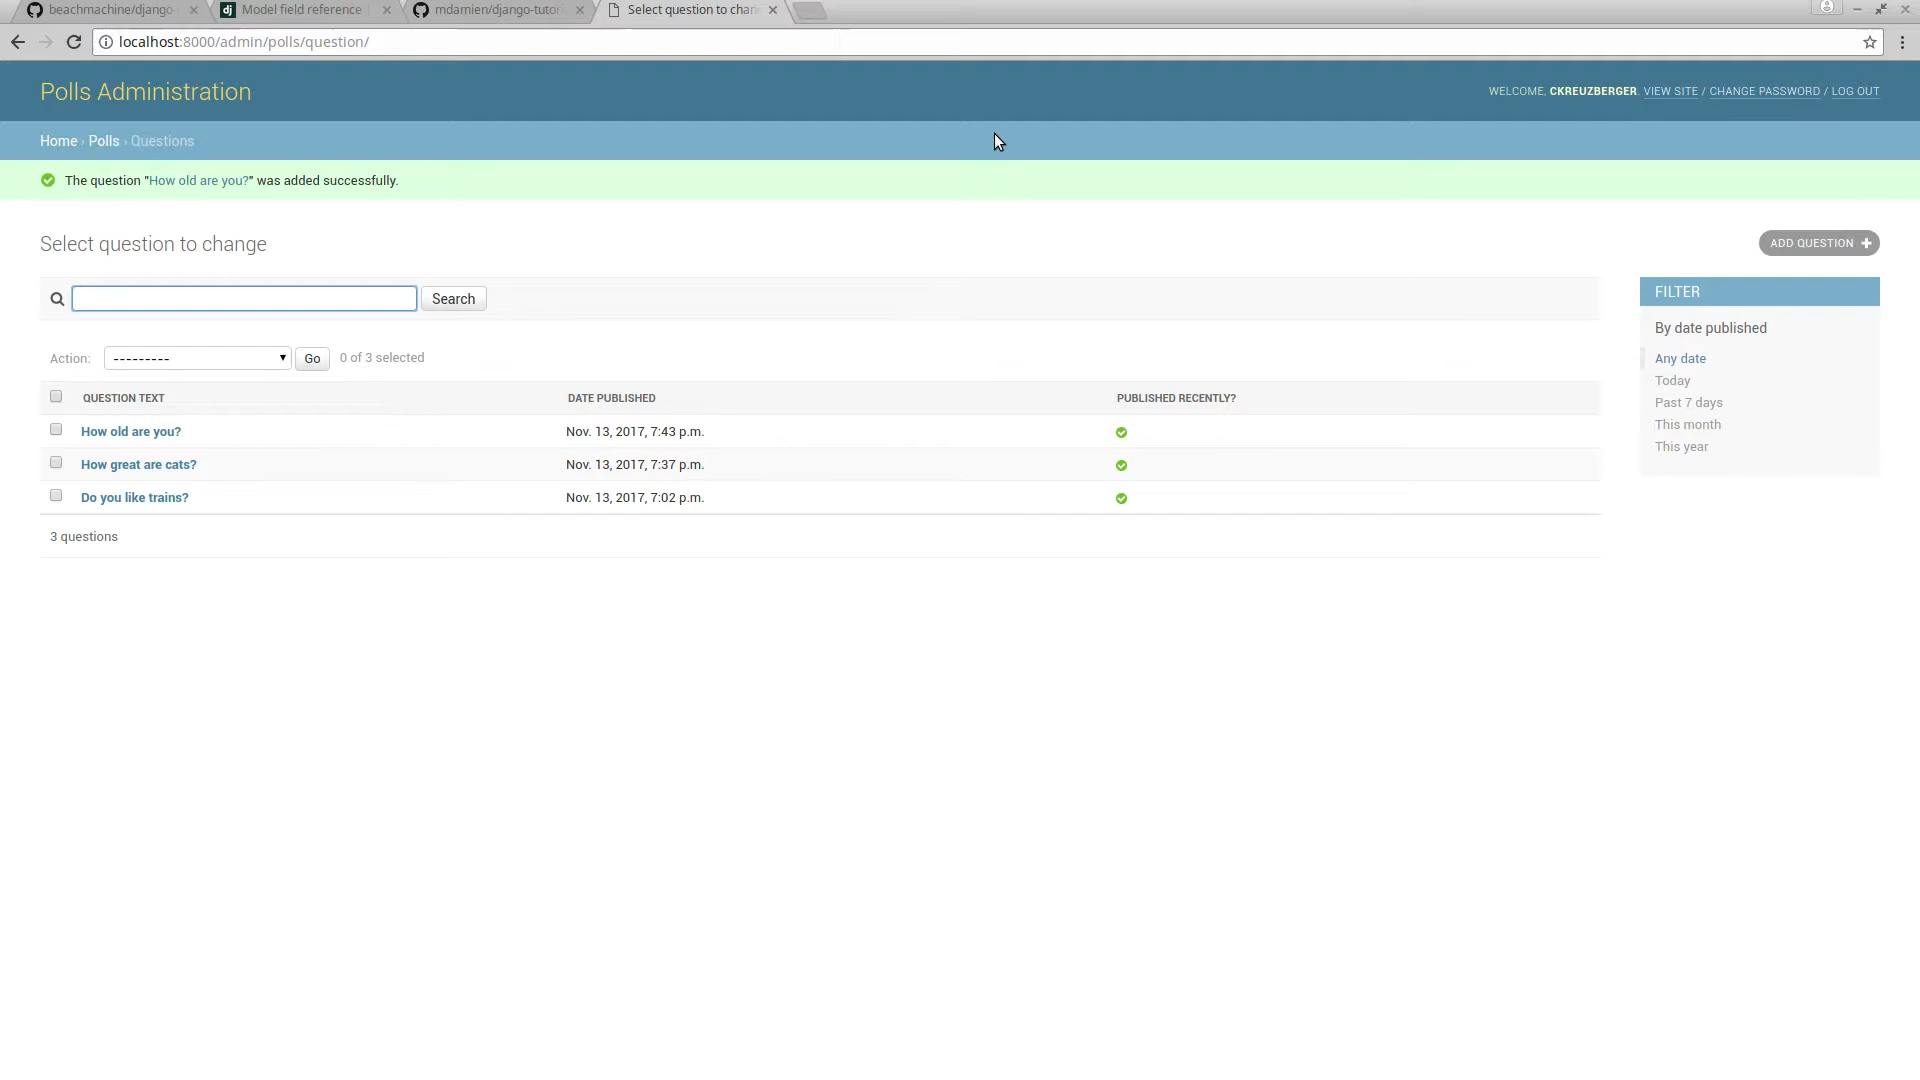 beachmachine/django-
Model field reference
mdamien/django-tutori
Select question to chan
localhost:8000/admin/polls/question/
Polls Administration
WELCOME, CKREUZBERGER. VIEW SITE / CHANGE PASSWORD / LOG OUT
Home › Polls › Questions
The question "How old are you?" was added successfully.
Select question to change
ADD QUESTION
Search
FILTER
By date published
Any date
Today
Past 7 days
This month
This year
Action: --------- Go 0 of 3 selected
QUESTION TEXT DATE PUBLISHED PUBLISHED RECENTLY?
How old are you? Nov. 13, 2017, 7:43 p.m.
How great are cats? Nov. 13, 2017, 7:37 p.m.
Do you like trains? Nov. 13, 2017, 7:02 p.m.
3 questions